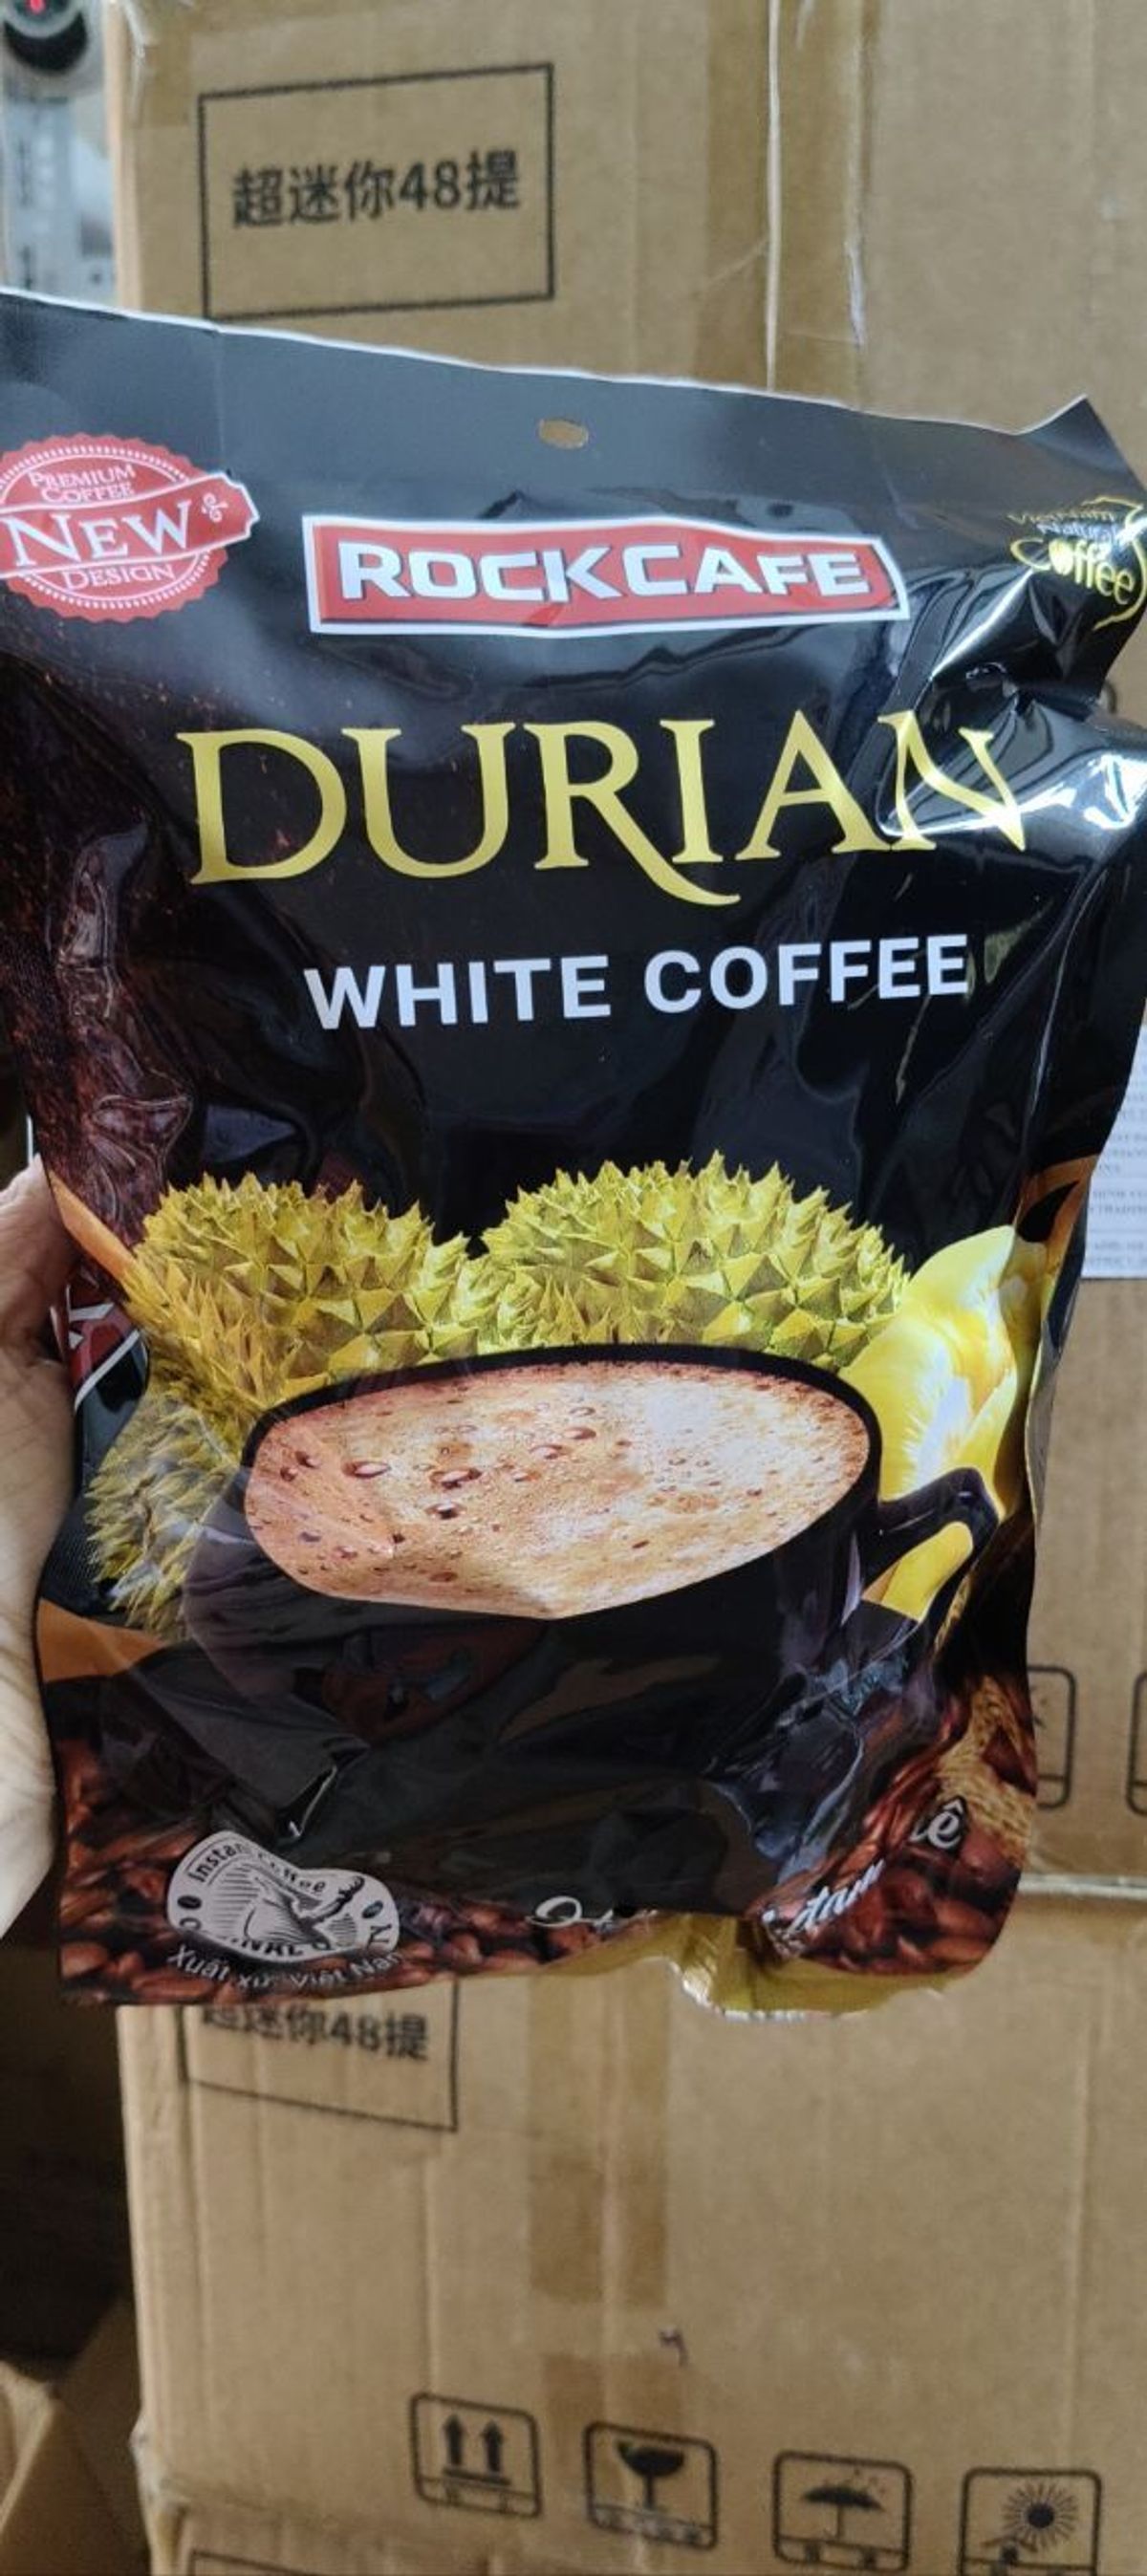 超迷你48提
PREMIUM
COFFEE
NEW
DESIGN
ROCKCAFE
VietNam
Natural
Coffee
DURIAN
WHITE COFFEE
Instant Coffee
Xuất xứ: Việt Nam
超迷你48提